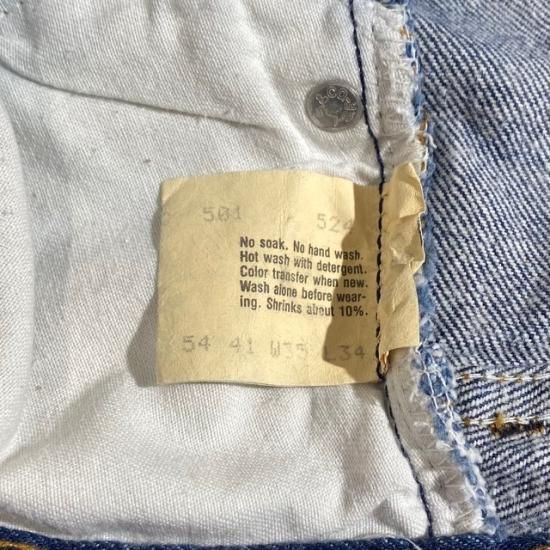 501 524
No soak. No hand wash.
Hot wash with detergent.
Color transfer when new.
Wash alone before wear-
ing. Shrinks about 10%.
54 41 W35 L34